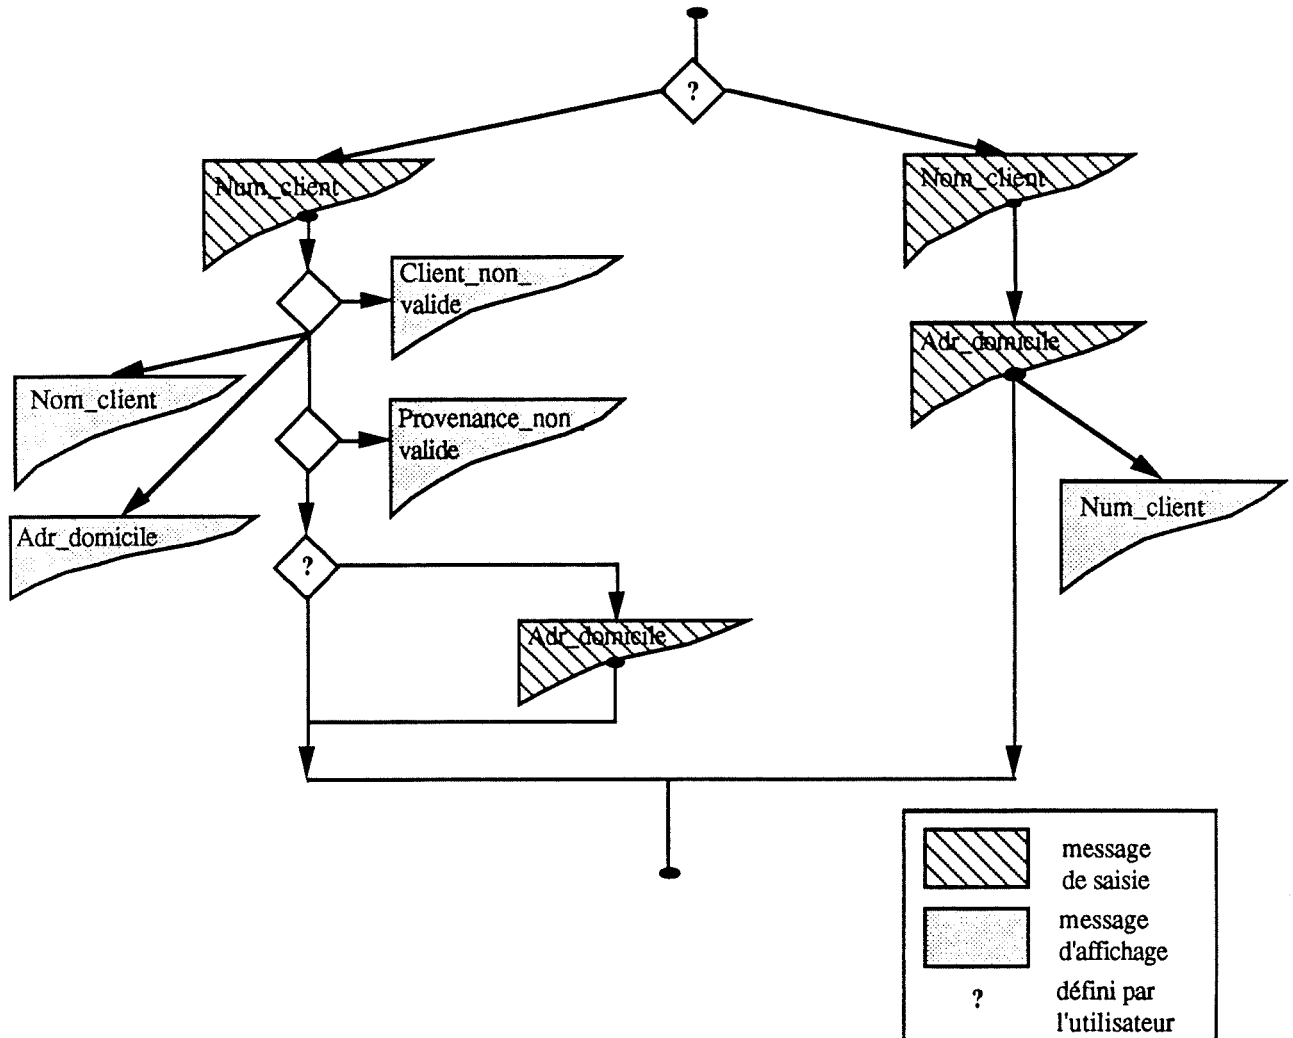 ?
Num_client
Nom_client
Client_non_
valide
Adr_domicile
Nom_client
Provenance_non
valide
Num_client
Adr_domicile
?
Adr_domicile
message
de saisie
message
d'affichage
?
défini par
l'utilisateur